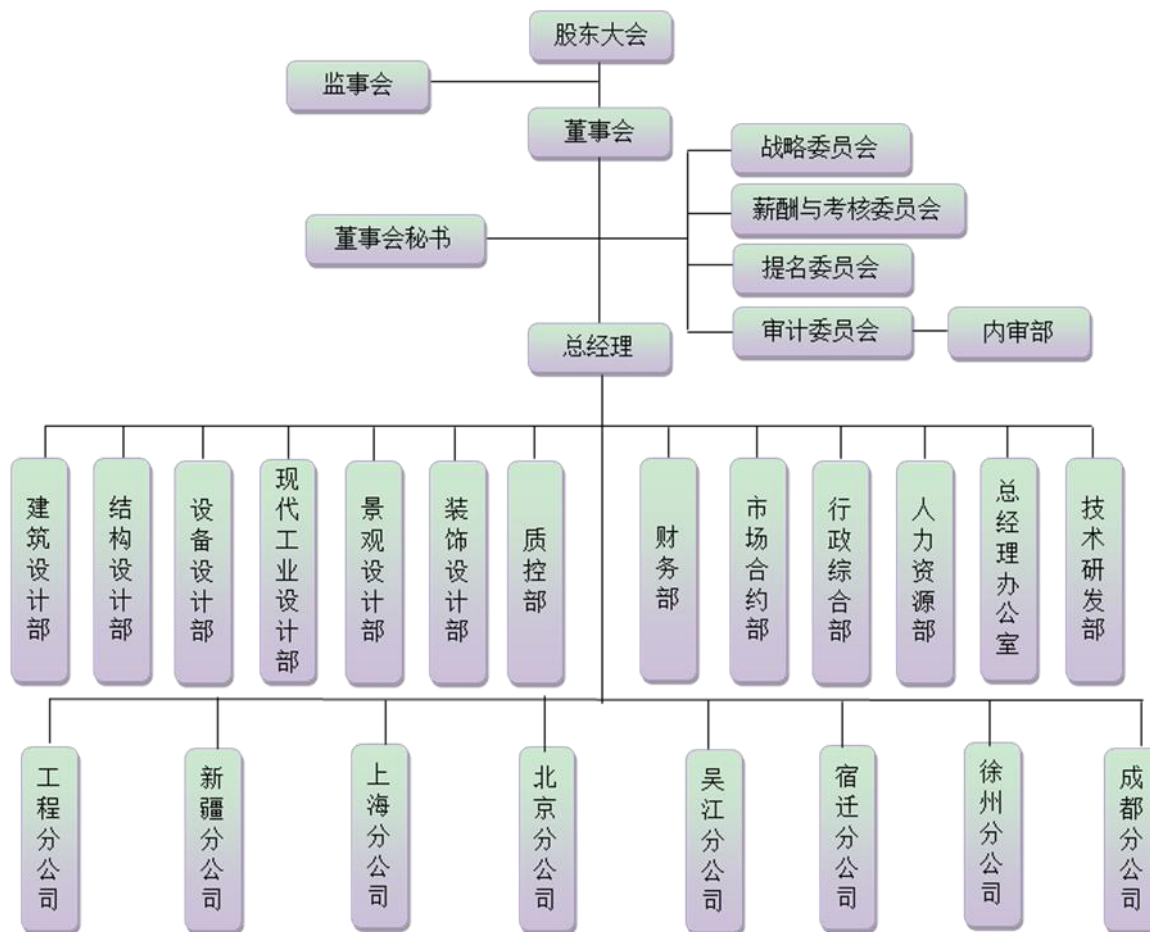 股东大会
监事会
董事会
战略委员会
薪酬与考核委员会
董事会秘书
提名委员会
总经理
审计委员会
内审部
建筑设计部
结构设计部
设备设计部
现代工业设计部
景观设计部
装饰设计部
质控部
财务部
市场合约部
行政综合部
人力资源部
总经理办公室
技术研发部
工程分公司
新疆分公司
上海分公司
北京分公司
吴江分公司
宿迁分公司
徐州分公司
成都分公司